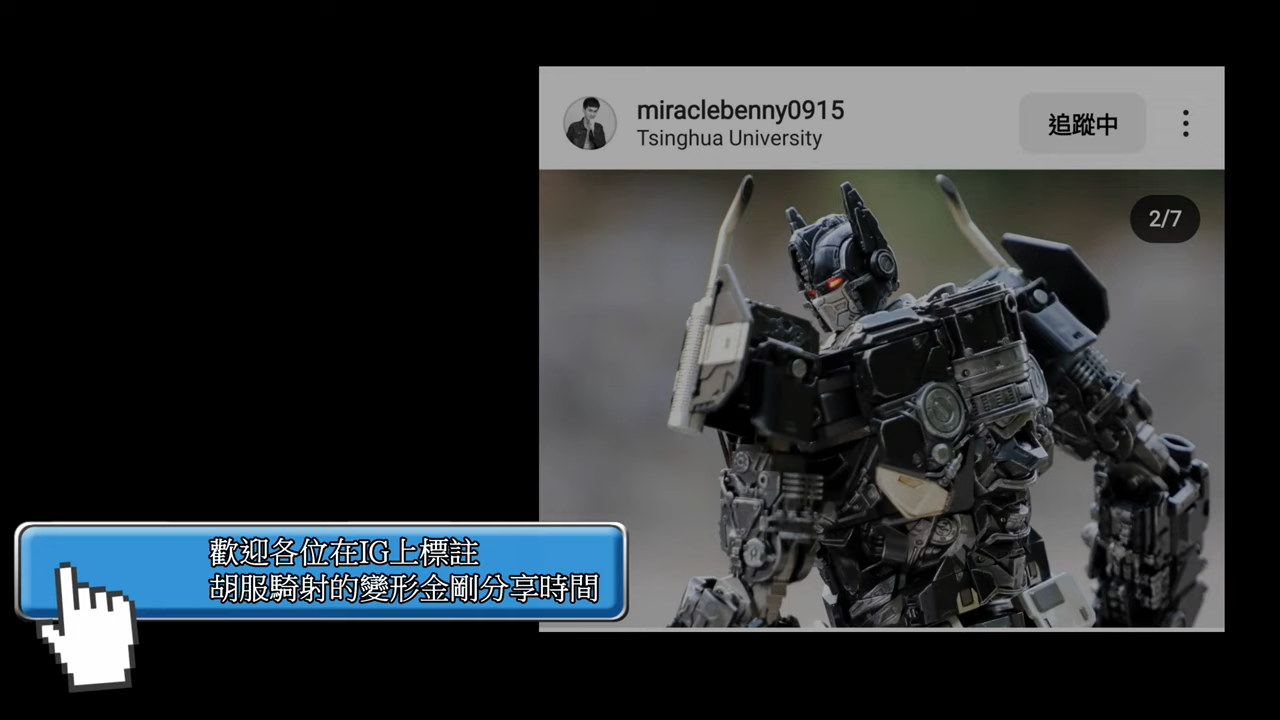 miraclebenny0915
Tsinghua University
追蹤中
2/7
歡迎各位在IG上標註
胡服騎射的變形金剛分享時間